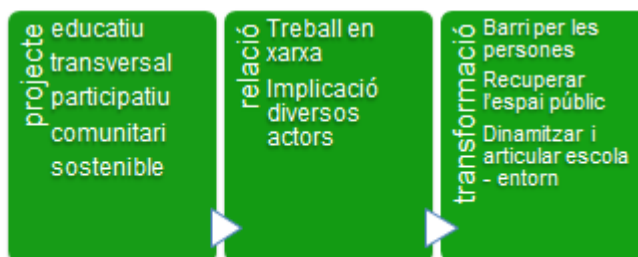 projecte
educatiu
transversal
participatiu
comunitari
sostenible
relació
Treball en
xarxa
Implicació
diversos
actors
transformació
Barri per les
persones
Recuperar
l'espai públic
Dinamitzar i
articular escola
- entorn